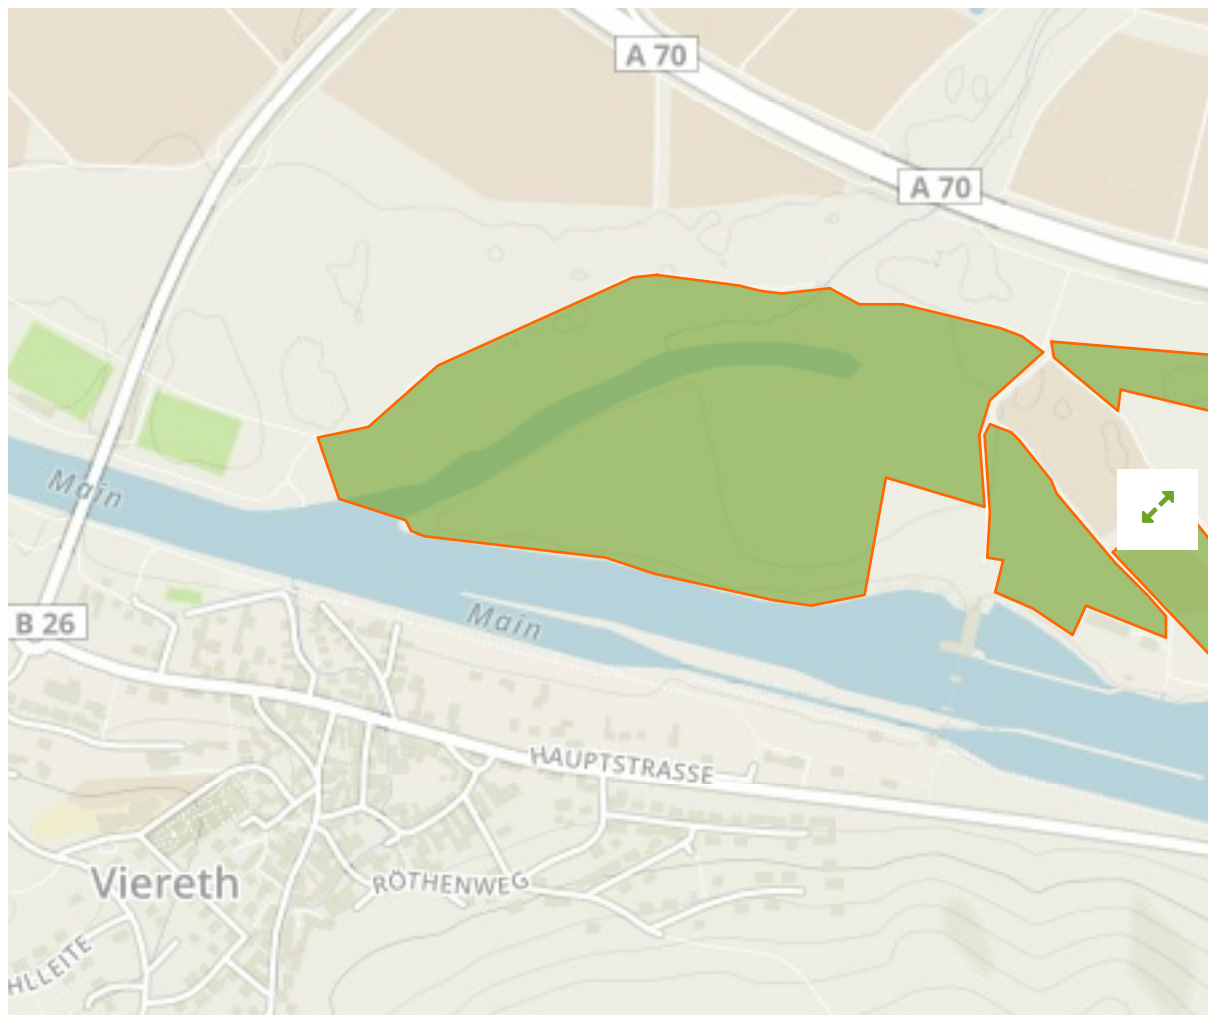 A 70
A 70
Main
B 26
Main
HAUPTSTRASSE
Viereth
RÖTHENWEG
HLLEITE